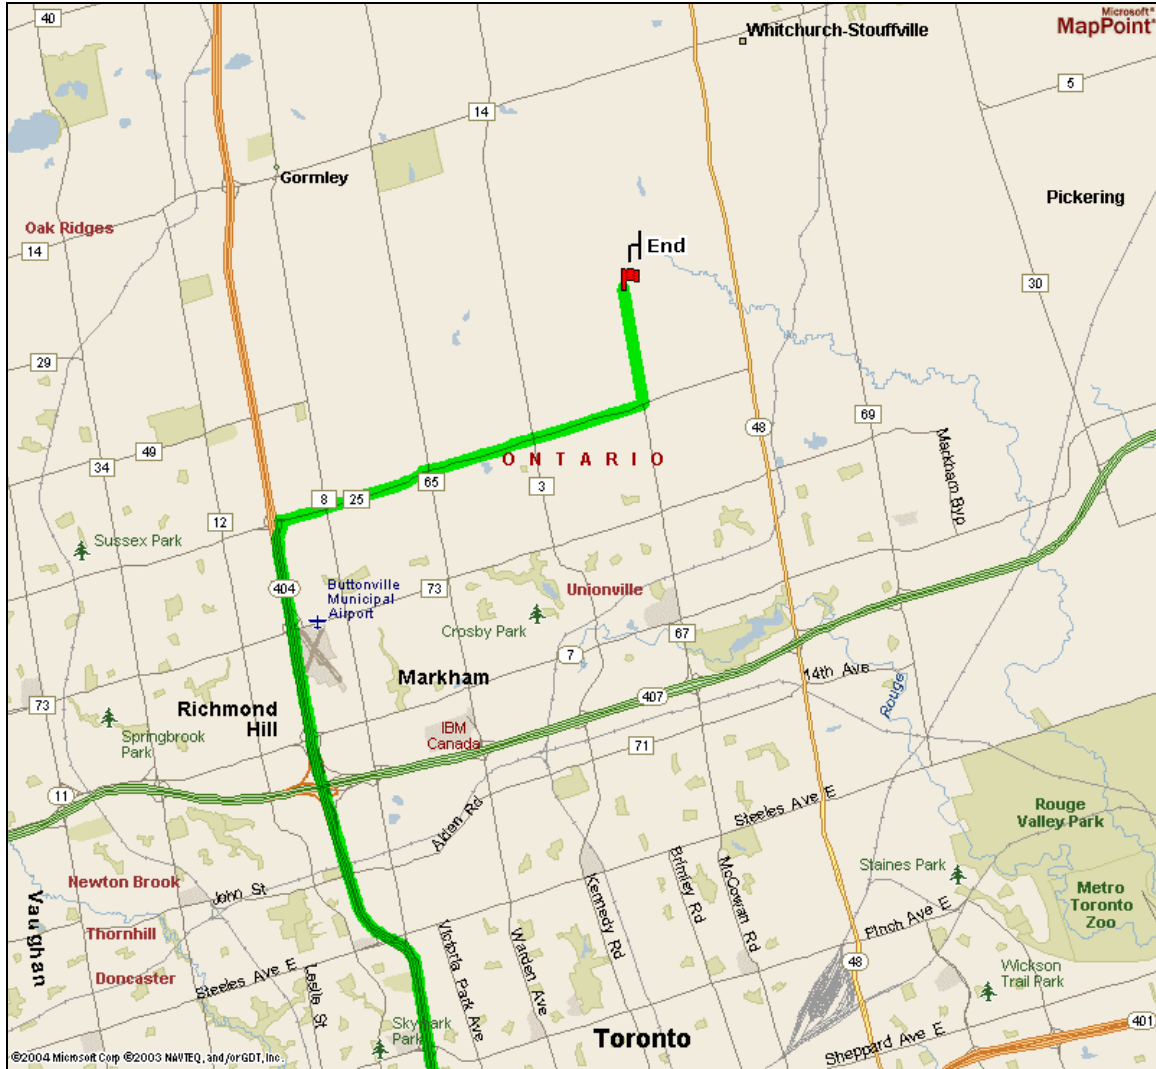 40
Whitchurch-Stouffville
Microsoft®
MapPoint®
5
14
Gormley
Pickering
Oak Ridges
14
End
30
29
69
48
49
34
ONTARIO
Markham Byp
65
3
8
25
12
Sussex Park
404
Buttonville
Municipal
Airport
73
Unionville
Crosby Park
67
7
14th Ave
Markham
407
Rouge
73
Richmond
Hill
Springbrook
Park
IBM
Canada
71
11
Alden Rd
Steeles Ave E
Rouge
Valley Park
Staines Park
Newton Brook
John St
Brimley Rd
McCowan Rd
Kennedy Rd
Metro
Toronto
Zoo
Vaughan
Thornhill
Finch Ave E
Victoria Park Ave
Warden Ave
48
Doncaster
Steeles Ave E
Leslie St
Wickson
Trail Park
Skypark
Park
Toronto
401
Sheppard Ave E
©2004 Microsoft Corp ©2003 NAVTEQ, and /or GDT, Inc.